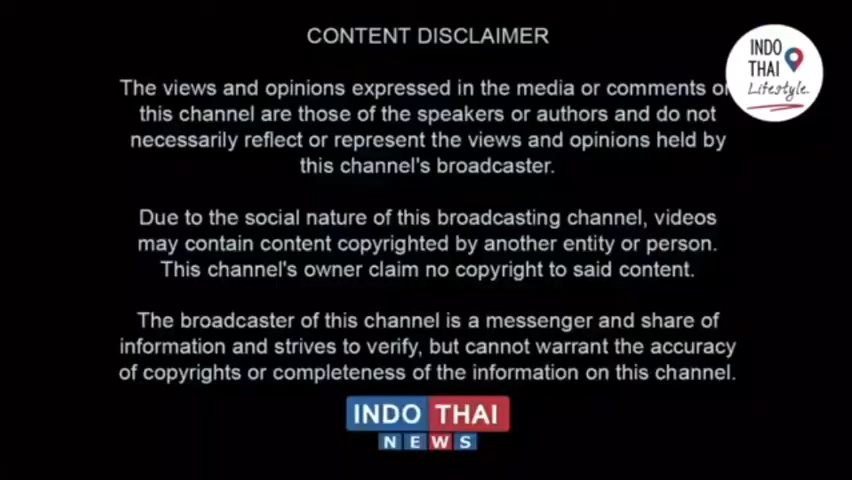 CONTENT DISCLAIMER
The views and opinions expressed in the media or comments
this channel are those of the speakers or authors and do not
necessarily reflect or represent the views and opinions held by
this channel's broadcaster.
Due to the social nature of this broadcasting channel, videos
may contain content copyrighted by another entity or person.
This channel's owner claim no copyright to said content.
The broadcaster of this channel is a messenger and share of
information and strives to verify, but cannot warrant the accuracy
of copyrights or completeness of the information on this channel.
INDO THAI
NEWS
INDO
THAI
Lifestyle.